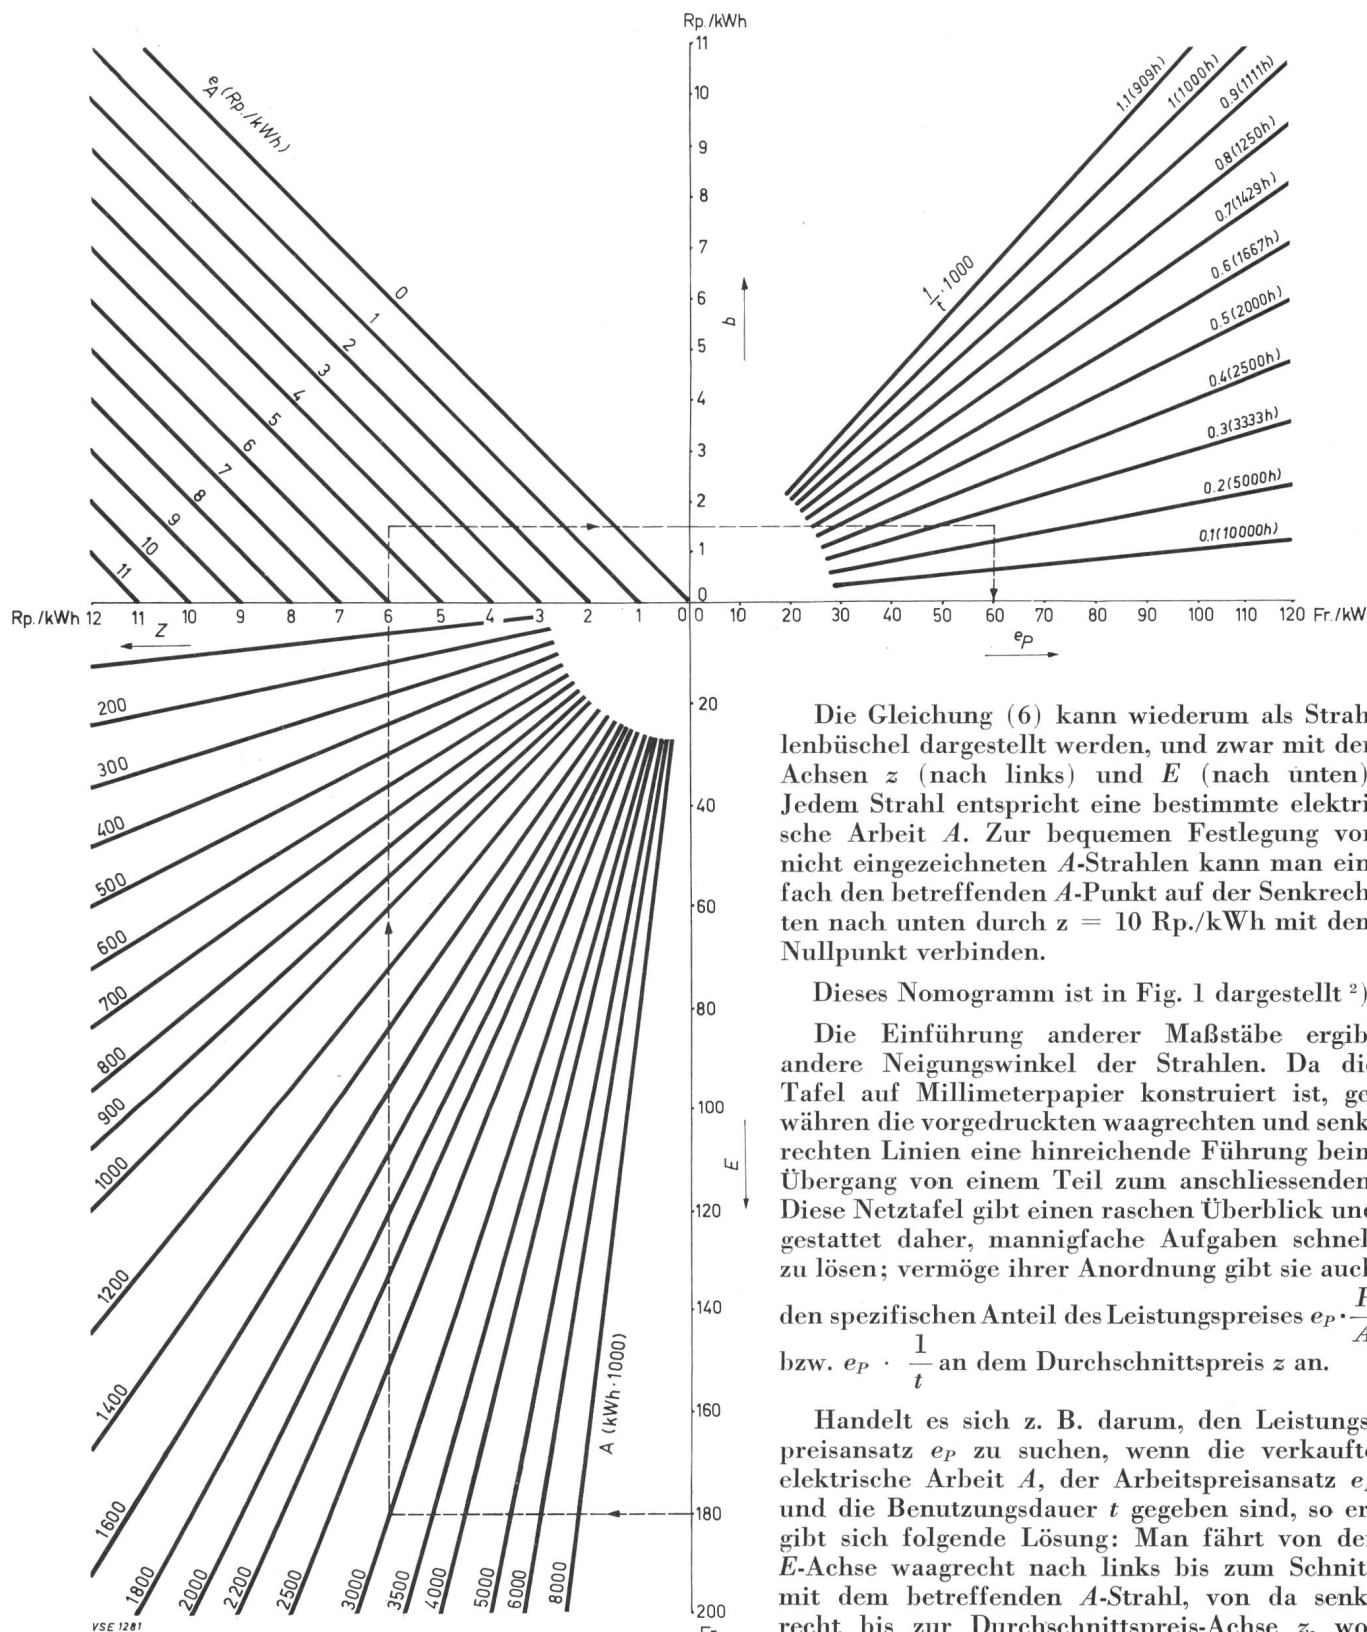 Rp./kWh
11
10
9
8
7
6
5
4
3
2
1
0
b
eA (Rp./kWh)
0
1
2
3
4
5
6
7
8
9
10
11
1/t · 1000
1.1(909h)
1(1000h)
0.9(1111h)
0.8(1250h)
0.7(1429h)
0.6(1667h)
0.5(2000h)
0.4(2500h)
0.3(3333h)
0.2(5000h)
0.1(10000h)
Rp./kWh 12 11 10 9 8 7 6 5 4 3 2 1 0 0 10 20 30 40 50 60 70 80 90 100 110 120 Fr./kW
Z
eP
20
40
60
80
100
120
140
160
180
200
E
200
300
400
500
600
700
800
900
1000
1200
1400
1600
1800
2000
2200
2500
3000
3500
4000
5000
6000
8000
A (kWh·1000)
VSE 1281
Die Gleichung (6) kann wiederum als Strah
lenbüschel dargestellt werden, und zwar mit den
Achsen z (nach links) und E (nach unten)
Jedem Strahl entspricht eine bestimmte elektri
sche Arbeit A. Zur bequemen Festlegung von
nicht eingezeichneten A-Strahlen kann man ein
fach den betreffenden A-Punkt auf der Senkrech
ten nach unten durch z = 10 Rp./kWh mit dem
Nullpunkt verbinden.
Dieses Nomogramm ist in Fig. 1 dargestellt ²)
Die Einführung anderer Maßstäbe ergib
andere Neigungswinkel der Strahlen. Da die
Tafel auf Millimeterpapier konstruiert ist, ge
währen die vorgedruckten waagrechten und senk
rechten Linien eine hinreichende Führung beim
Übergang von einem Teil zum anschliessenden
Diese Netztafel gibt einen raschen Überblick und
gestattet daher, mannigfache Aufgaben schnel
zu lösen; vermöge ihrer Anordnung gibt sie auch
den spezifischen Anteil des Leistungspreises eP · P/A
bzw. eP · 1/t an dem Durchschnittspreis z an.
Handelt es sich z. B. darum, den Leistungs
preisansatz eP zu suchen, wenn die verkaufte
elektrische Arbeit A, der Arbeitspreisansatz e
und die Benutzungsdauer t gegeben sind, so er
gibt sich folgende Lösung: Man fährt von der
E-Achse waagrecht nach links bis zum Schnit
mit dem betreffenden A-Strahl, von da senk
recht bis zur Durchschnittspreis-Achse z, wo